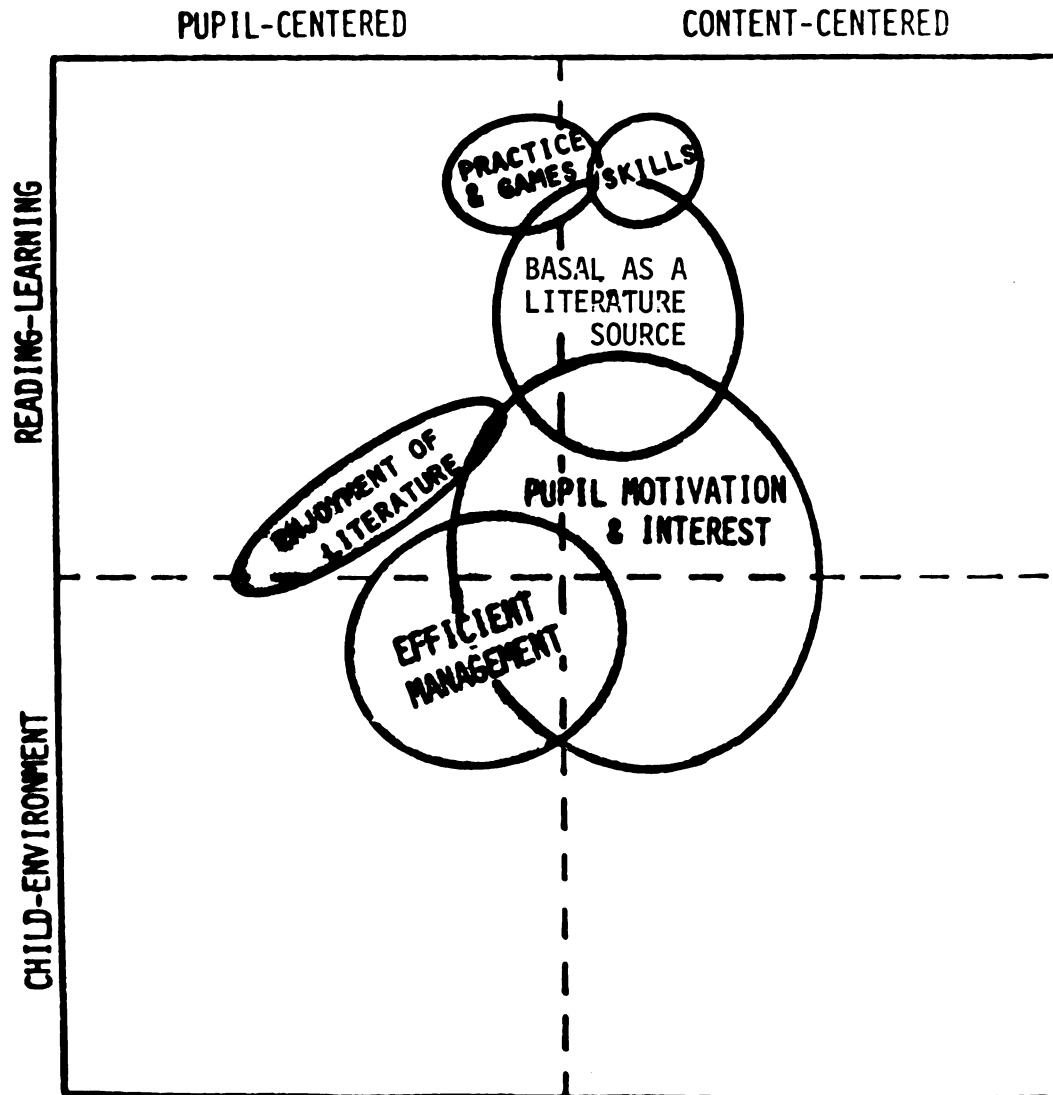 PUPIL-CENTERED
CONTENT-CENTERED
READING-LEARNING
CHILD-ENVIRONMENT
PRACTICE
& GAMES
SKILLS
BASAL AS A
LITERATURE
SOURCE
ENJOYMENT OF
LITERATURE
PUPIL MOTIVATION
& INTEREST
EFFICIENT
MANAGEMENT